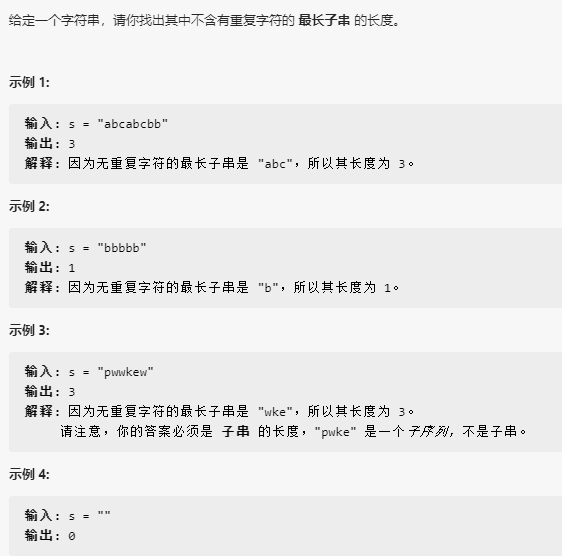 给定一个字符串，请你找出其中不含有重复字符的 最长子串 的长度。
示例 1:
输入: s = "abcabcbb"
输出: 3
解释: 因为无重复字符的最长子串是 "abc"，所以其长度为 3。
示例 2:
输入: s = "bbbbb"
输出: 1
解释: 因为无重复字符的最长子串是 "b"，所以其长度为 1。
示例 3:
输入: s = "pwwkew"
输出: 3
解释: 因为无重复字符的最长子串是 "wke"，所以其长度为 3。
请注意，你的答案必须是 子串 的长度，"pwke" 是一个子序列，不是子串。
示例 4:
输入: s = ""
输出: 0